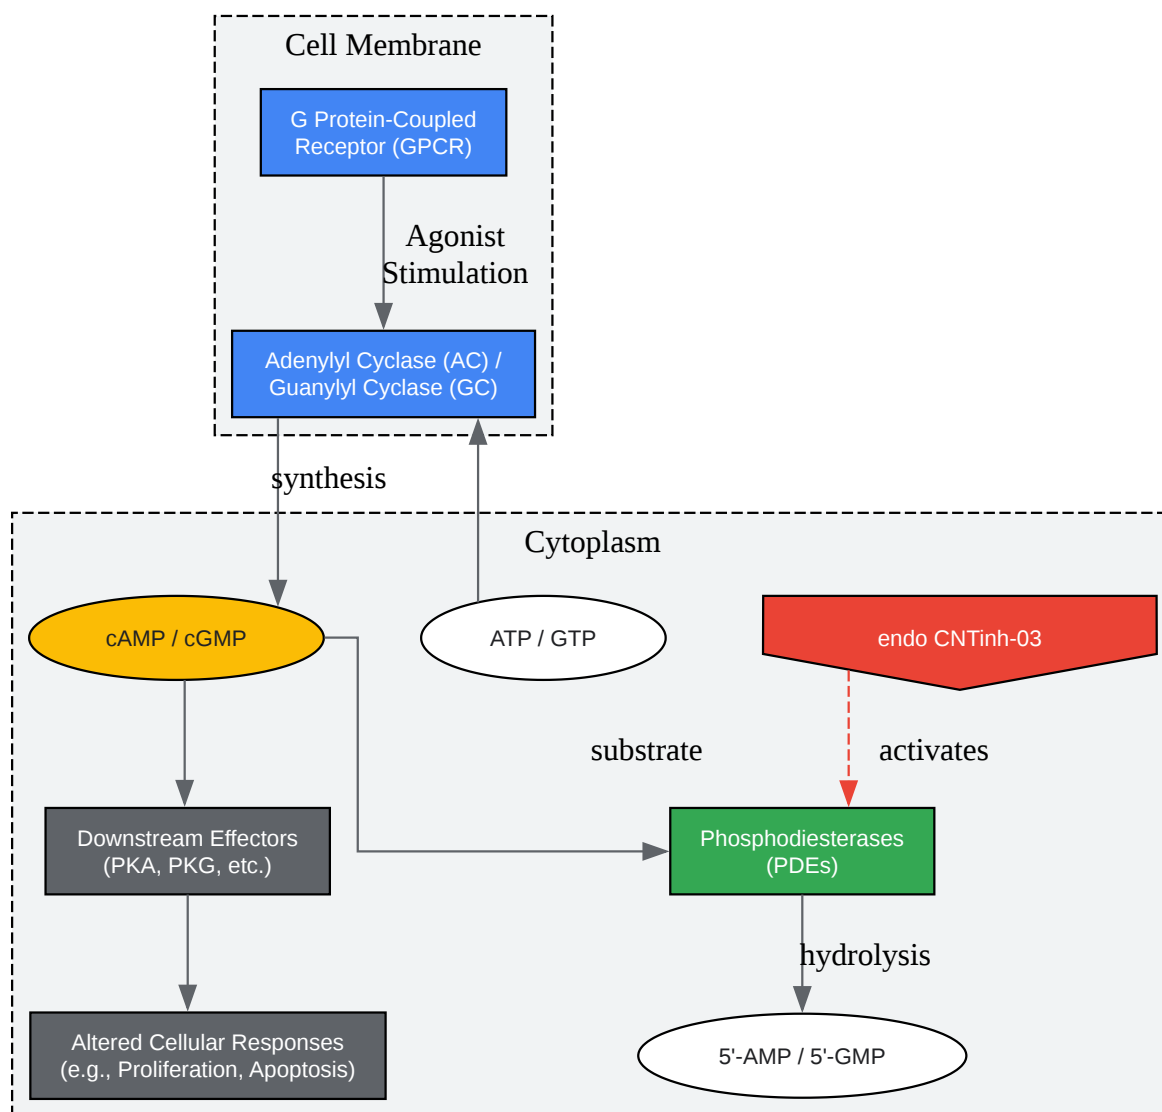 Cell Membrane
G Protein-Coupled
Receptor (GPCR)
Agonist
Stimulation
Adenylyl Cyclase (AC) /
Guanylyl Cyclase (GC)
synthesis
Cytoplasm
cAMP / cGMP
ATP / GTP
endo CNTinh-03
substrate
activates
Downstream Effectors
(PKA, PKG, etc.)
Phosphodiesterases
(PDEs)
hydrolysis
Altered Cellular Responses
(e.g., Proliferation, Apoptosis)
5'-AMP / 5'-GMP